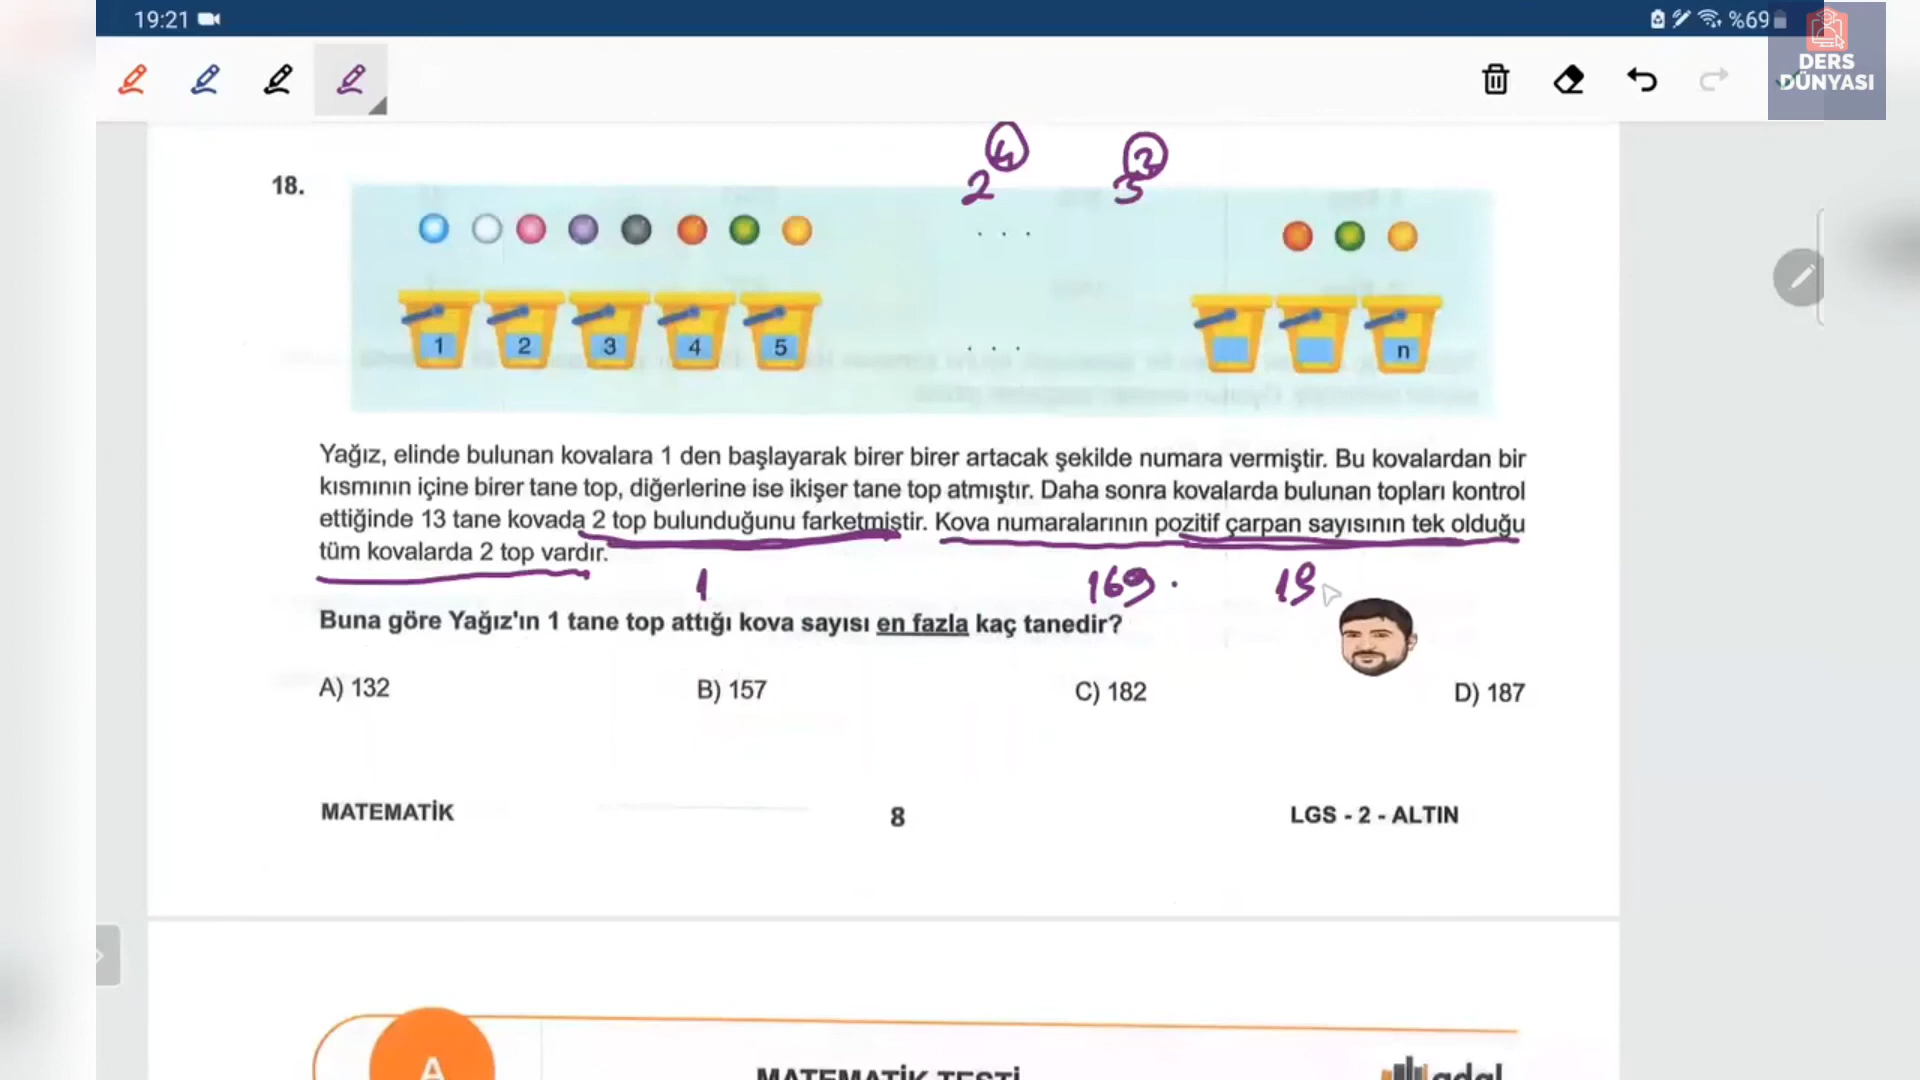 19:21
%69
DERS
DÜNYASI
4
2
2
3
18.
. . .
1
2
3
4
5
. . .
n
Yağız, elinde bulunan kovalara 1 den başlayarak birer birer artacak şekilde numara vermiştir. Bu kovalardan bir
kısmının içine birer tane top, diğerlerine ise ikişer tane top atmıştır. Daha sonra kovalarda bulunan topları kontrol
ettiğinde 13 tane kovada 2 top bulunduğunu farketmiştir. Kova numaralarının pozitif çarpan sayısının tek olduğu
tüm kovalarda 2 top vardır.
1
169 .
19
Buna göre Yağız'ın 1 tane top attığı kova sayısı en fazla kaç tanedir?
A) 132
B) 157
C) 182
D) 187
MATEMATİK
8
LGS - 2 - ALTIN
A
MATEMATİK TESTİ
adal